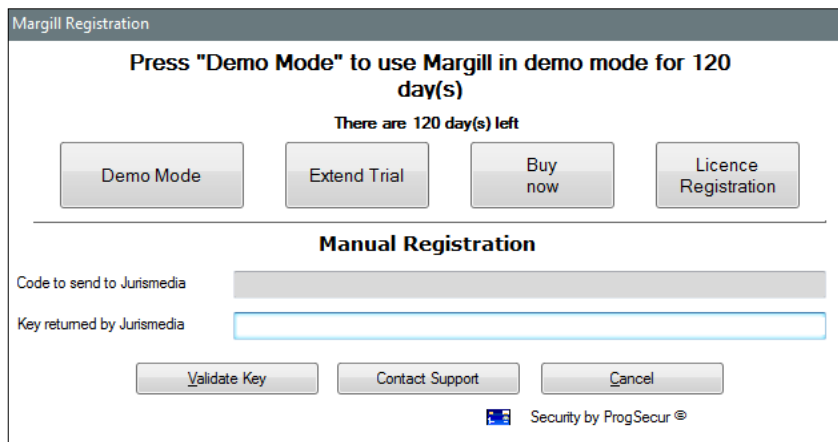 Margill Registration
Press "Demo Mode" to use Margill in demo mode for 120
day(s)
There are 120 day(s) left
Demo Mode
Extend Trial
Buy
now
Licence
Registration
Manual Registration
Code to send to Jurismedia
Key returned by Jurismedia
Validate Key
Contact Support
Cancel
Security by ProgSecur ®